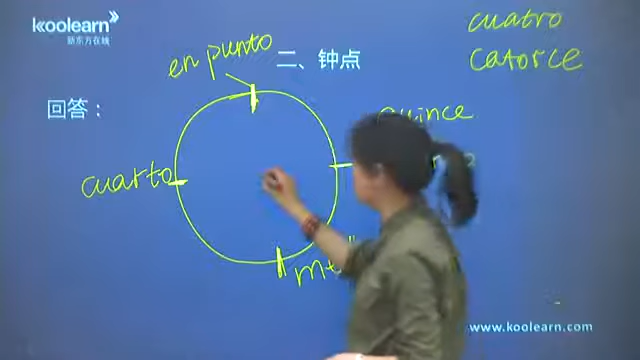 koolearn
新东方在线
cuatro
catorce
en punto
二、钟点
回答：
quince
cuarto
www.koolearn.com